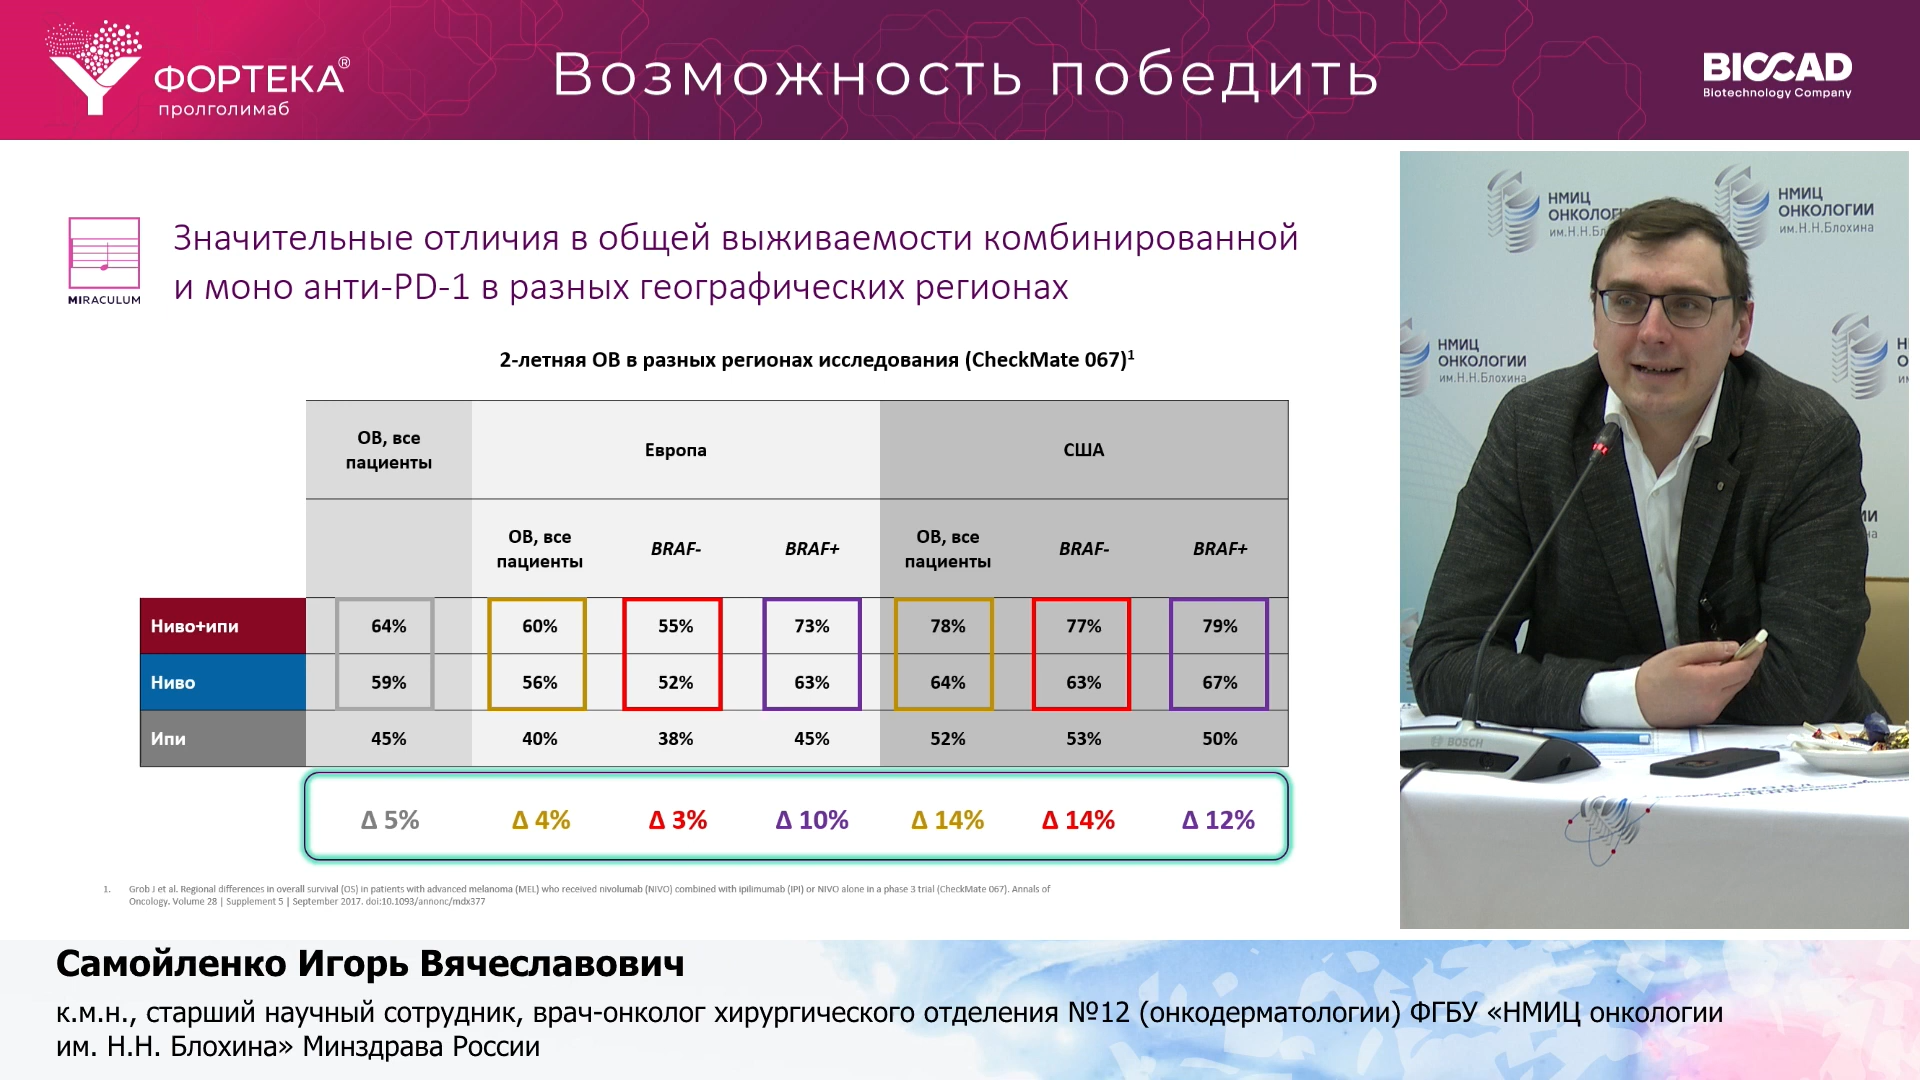 ФОРТЕКА®
пролголимаб
Возможность победить
BIOCAD
Biotechnology Company
MIRACULUM
Значительные отличия в общей выживаемости комбинированной
и моно анти-PD-1 в разных географических регионах
2-летняя ОВ в разных регионах исследования (CheckMate 067)¹
ОВ, все
пациенты
Европа
США
ОВ, все
пациенты
BRAF-
BRAF+
ОВ, все
пациенты
BRAF-
BRAF+
Ниво+ипи 64% 60% 55% 73% 78% 77% 79%
Ниво 59% 56% 52% 63% 64% 63% 67%
Ипи 45% 40% 38% 45% 52% 53% 50%
Δ 5% Δ 4% Δ 3% Δ 10% Δ 14% Δ 14% Δ 12%
1. Grob J et al. Regional differences in overall survival (OS) in patients with advanced melanoma (MEL) who received nivolumab (NIVO) combined with ipilimumab (IPI) or NIVO alone in a phase 3 trial (CheckMate 067). Annals of
Oncology. Volume 28 | Supplement 5 | September 2017. doi:10.1093/annonc/mdx377
НМИЦ
ОНКОЛОГИИ
им.Н.Н.Блохина
НМИЦ
ОНКОЛОГИИ
им.Н.Н.Блохина
BOSCH
Самойленко Игорь Вячеславович
к.м.н., старший научный сотрудник, врач-онколог хирургического отделения №12 (онкодерматологии) ФГБУ «НМИЦ онкологии
им. Н.Н. Блохина» Минздрава России